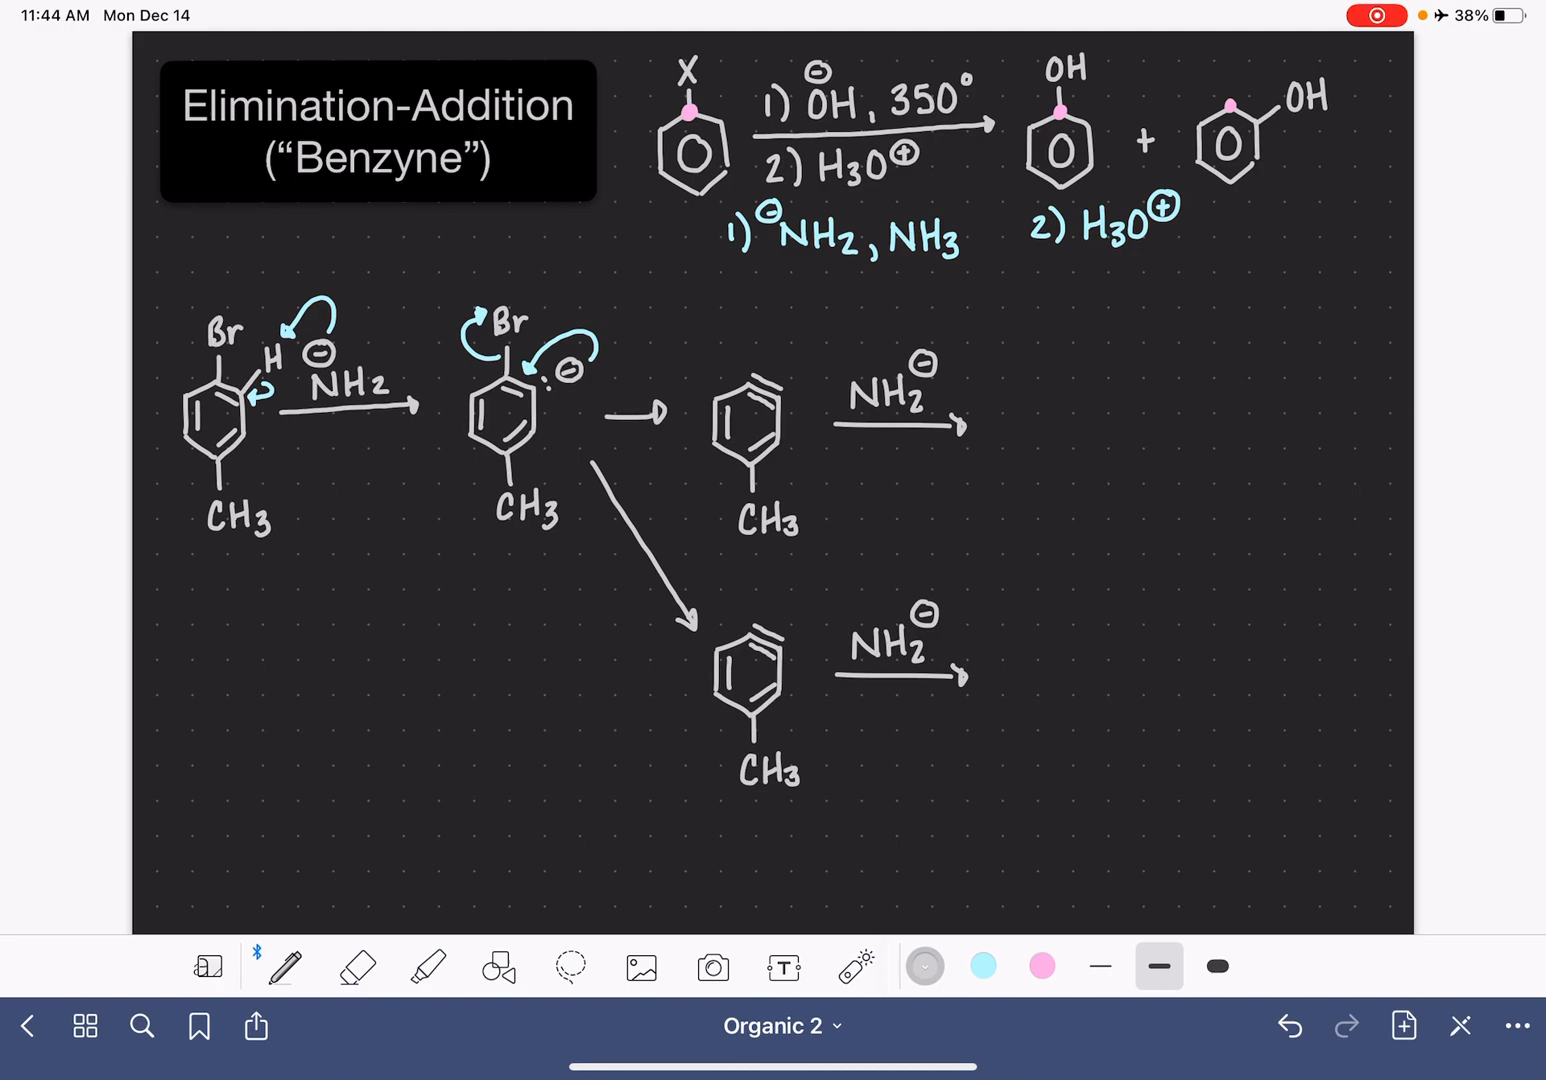 11:44 AM Mon Dec 14
38%
Elimination-Addition
(“Benzyne”)
X
1) ⊖OH, 350°
2) H3O⊕
OH
+
OH
1) ⊖NH2, NH3
2) H3O⊕
Br
H
⊖
NH2
CH3
Br
:⊖
CH3
CH3
NH2⊖
CH3
NH2⊖
T
Organic 2